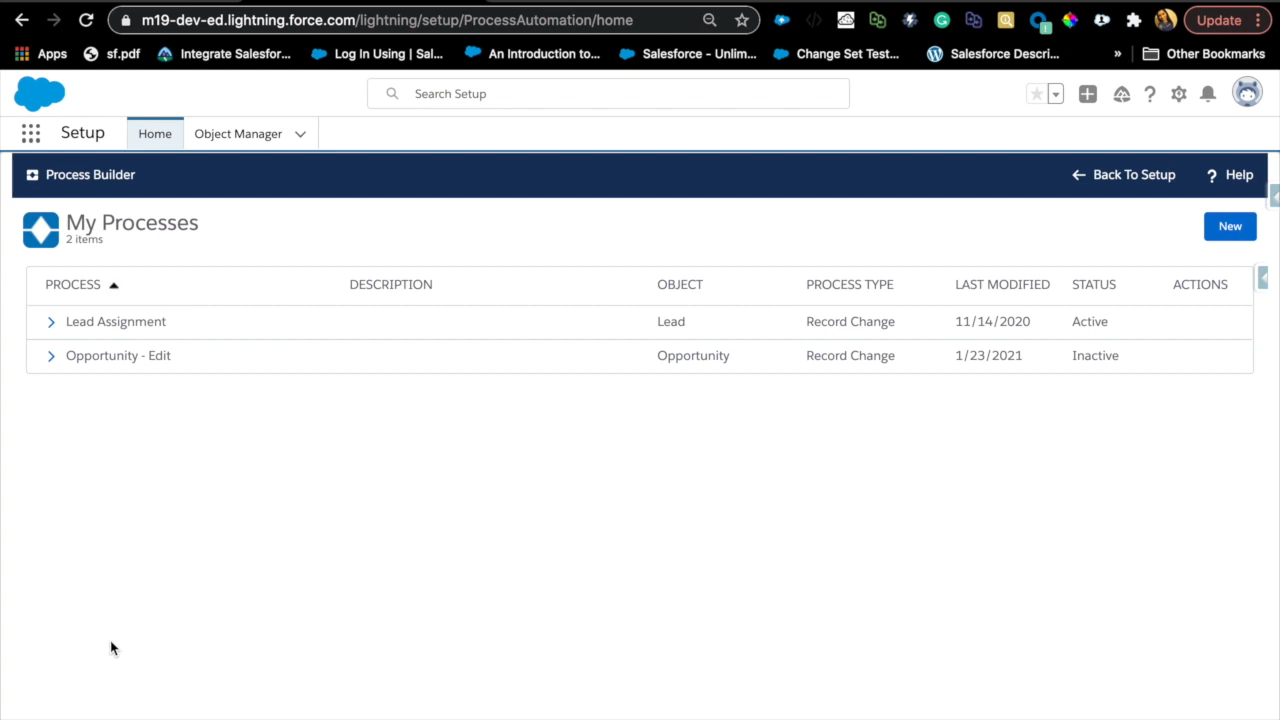 m19-dev-ed.lightning.force.com/lightning/setup/ProcessAutomation/home
Update
Apps
sf.pdf
Integrate Salesfor...
Log In Using | Sal...
An Introduction to...
Salesforce – Unlim...
Change Set Test...
Salesforce Descri...
»
Other Bookmarks
Search Setup
Setup
Home
Object Manager
Process Builder
Back To Setup
? Help
My Processes
2 items
New
PROCESS DESCRIPTION OBJECT PROCESS TYPE LAST MODIFIED STATUS ACTIONS
Lead Assignment Lead Record Change 11/14/2020 Active
Opportunity - Edit Opportunity Record Change 1/23/2021 Inactive